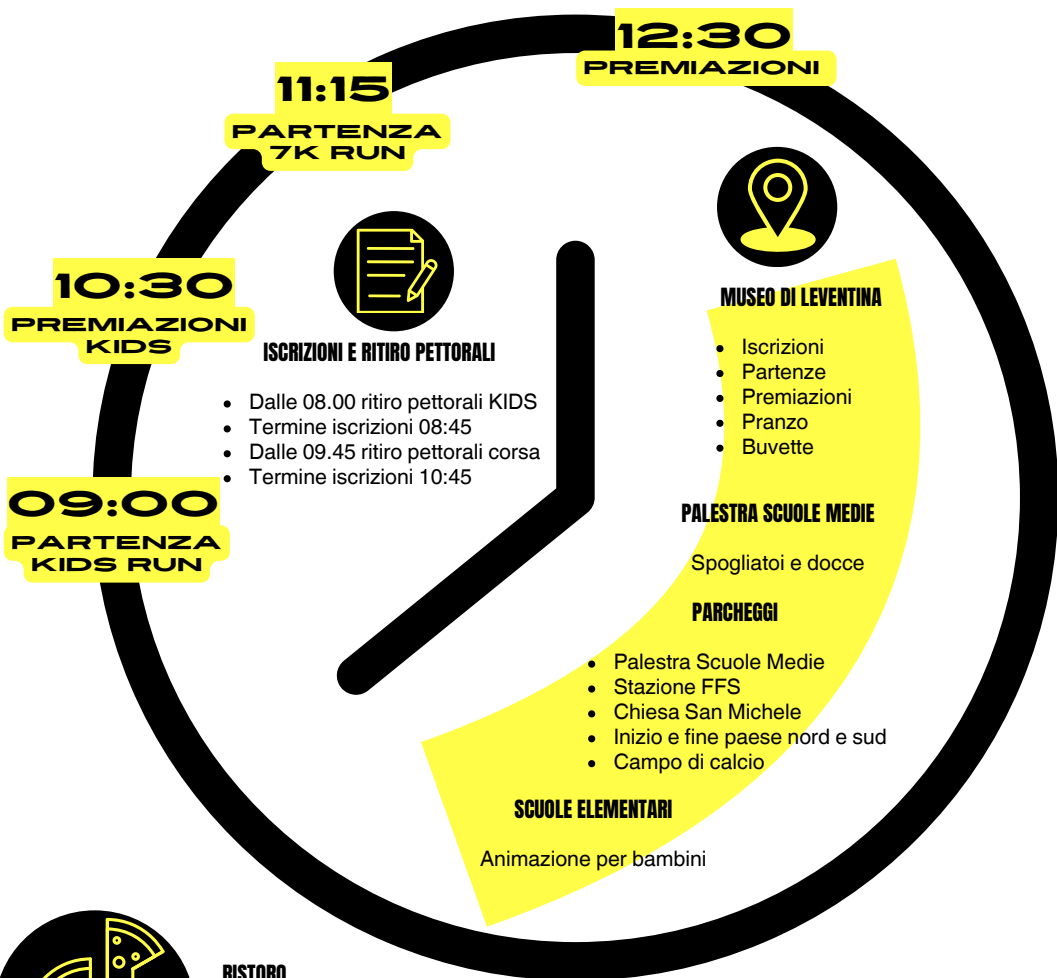 12:30
PREMIAZIONI
11:15
PARTENZA
7K RUN
10:30
PREMIAZIONI
KIDS
09:00
PARTENZA
KIDS RUN
ISCRIZIONI E RITIRO PETTORALI
• Dalle 08.00 ritiro pettorali KIDS
• Termine iscrizioni 08:45
• Dalle 09.45 ritiro pettorali corsa
• Termine iscrizioni 10:45
MUSEO DI LEVENTINA
• Iscrizioni
• Partenze
• Premiazioni
• Pranzo
• Buvette
PALESTRA SCUOLE MEDIE
Spogliatoi e docce
PARCHEGGI
• Palestra Scuole Medie
• Stazione FFS
• Chiesa San Michele
• Inizio e fine paese nord e sud
• Campo di calcio
SCUOLE ELEMENTARI
Animazione per bambini
RISTORO